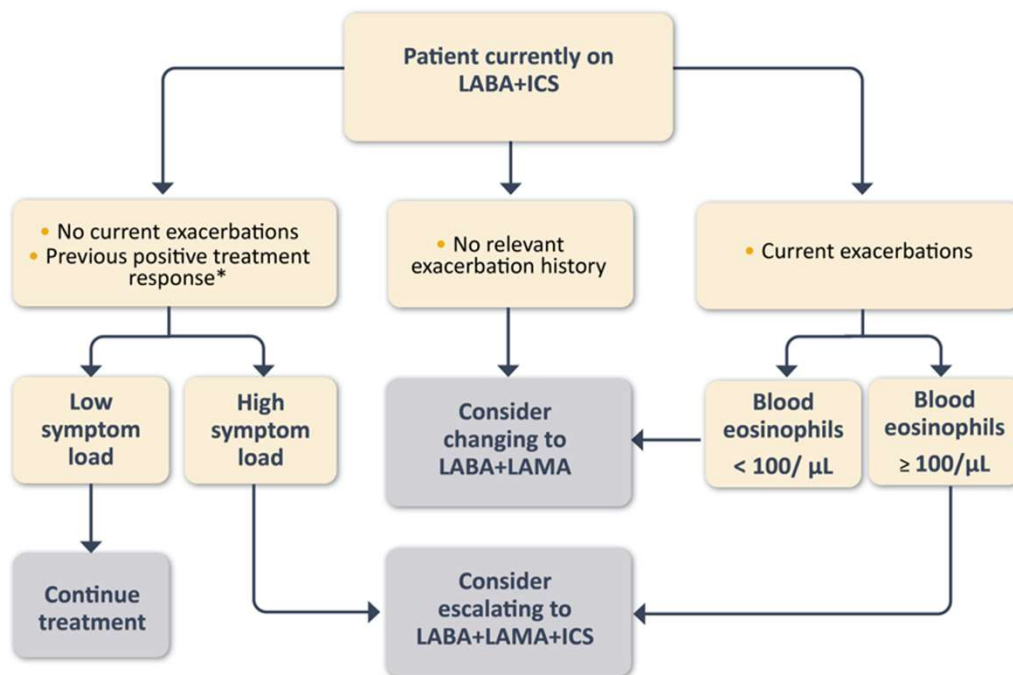 Patient currently on
LABA+ICS
• No current exacerbations
• Previous positive treatment
response*
• No relevant
exacerbation history
• Current exacerbations
Low
symptom
load
High
symptom
load
Consider
changing to
LABA+LAMA
Blood
eosinophils
< 100/ µL
Blood
eosinophils
≥ 100/µL
Continue
treatment
Consider
escalating to
LABA+LAMA+ICS